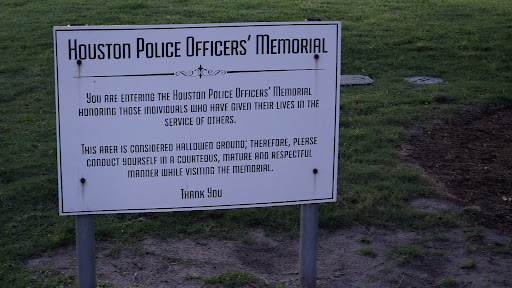 Houston Police Officers' Memorial
You are entering the Houston Police Officers' Memorial
honoring those individuals who have given their lives in the
service of others.
This area is considered hallowed ground; therefore, please
conduct yourself in a courteous, mature and respectful
manner while visiting the memorial.
Thank You